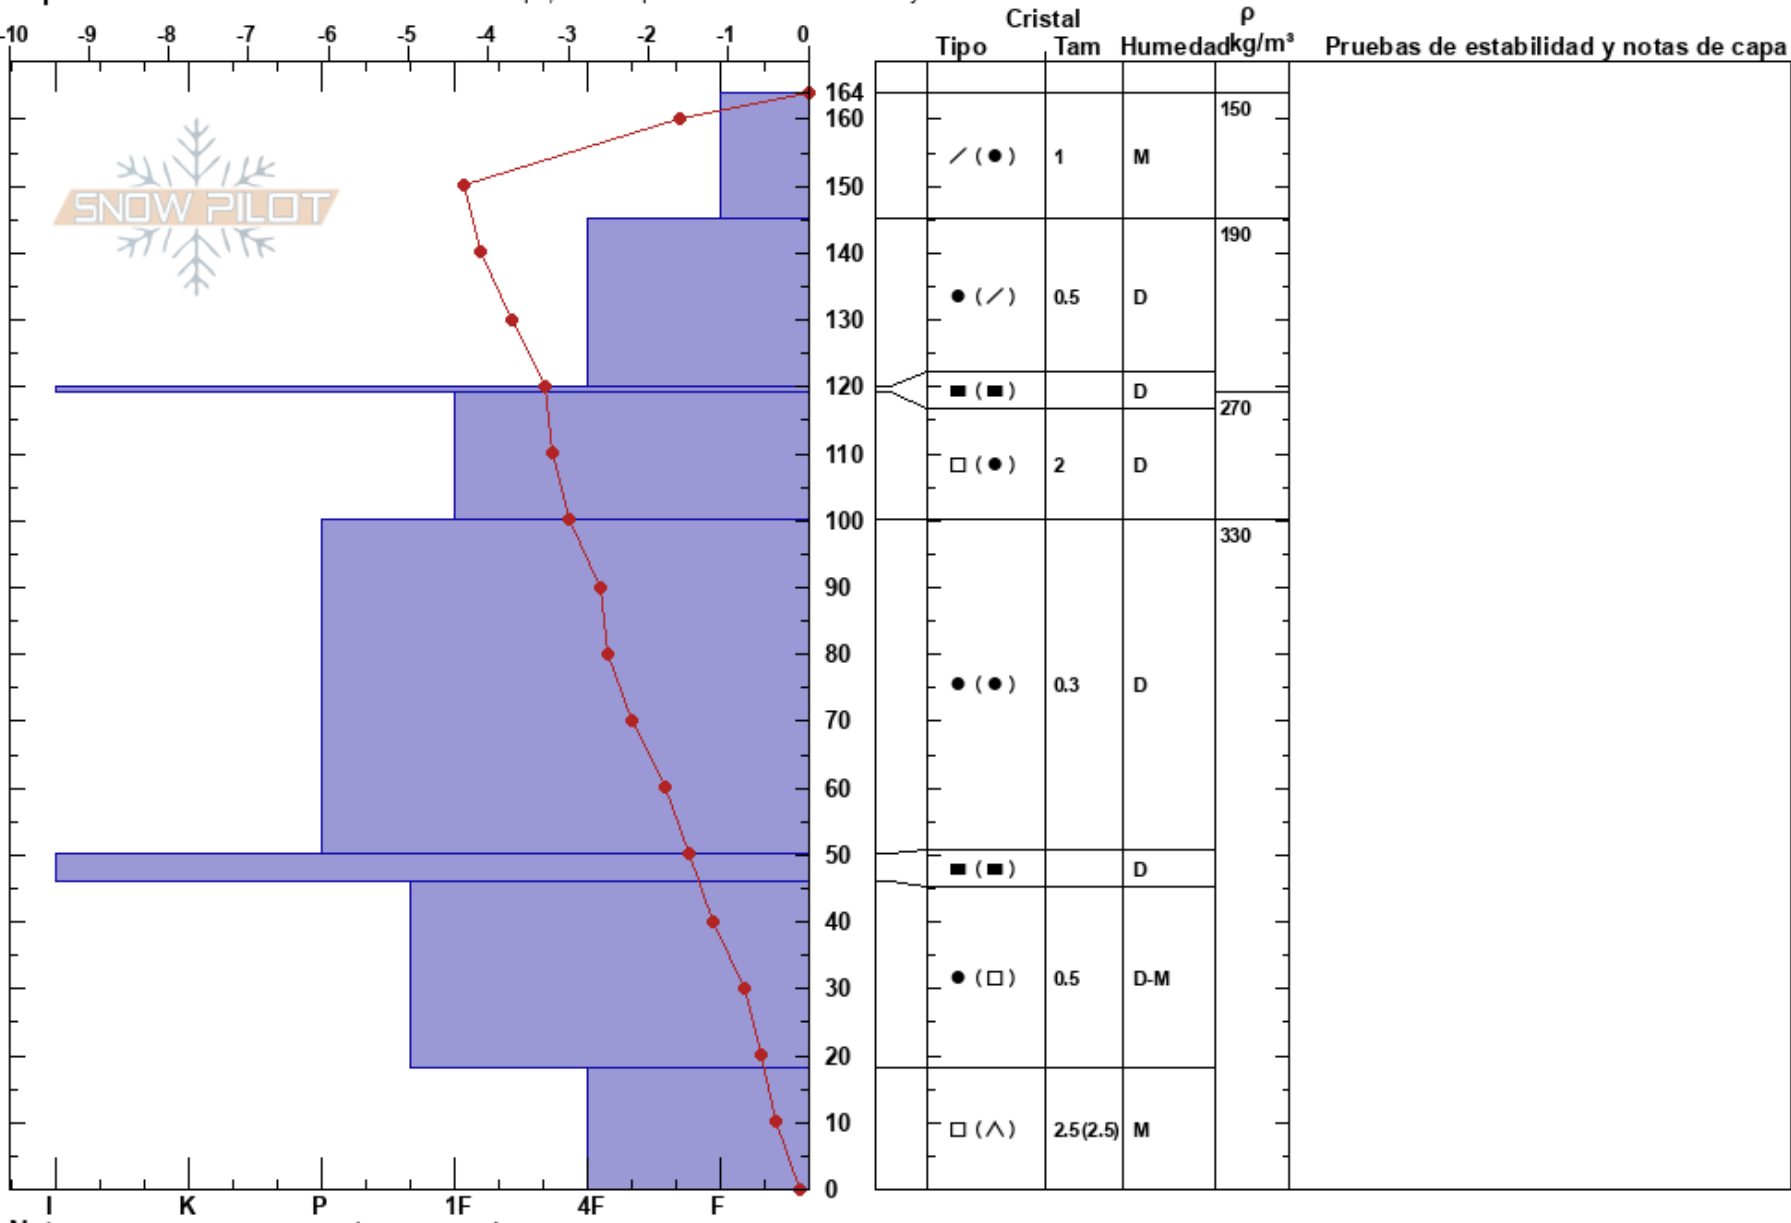 Cristal ρ
-10 -9 -8 -7 -6 -5 -4 -3 -2 -1 0
Tipo Tam Humedad kg/m³ Pruebas de estabilidad y notas de capa
164
150
160
/ (●) 1 M
SNOW PILOT
150
190
140
● (/) 0.5 D
130
120
■ (■) D
270
110
□ (●) 2 D
100
330
90
80
● (●) 0.3 D
70
60
50
■ (■) D
40
● (□) 0.5 D-M
30
20
10
□ (∧) 2.5(2.5) M
0
I K P 1F 4F F